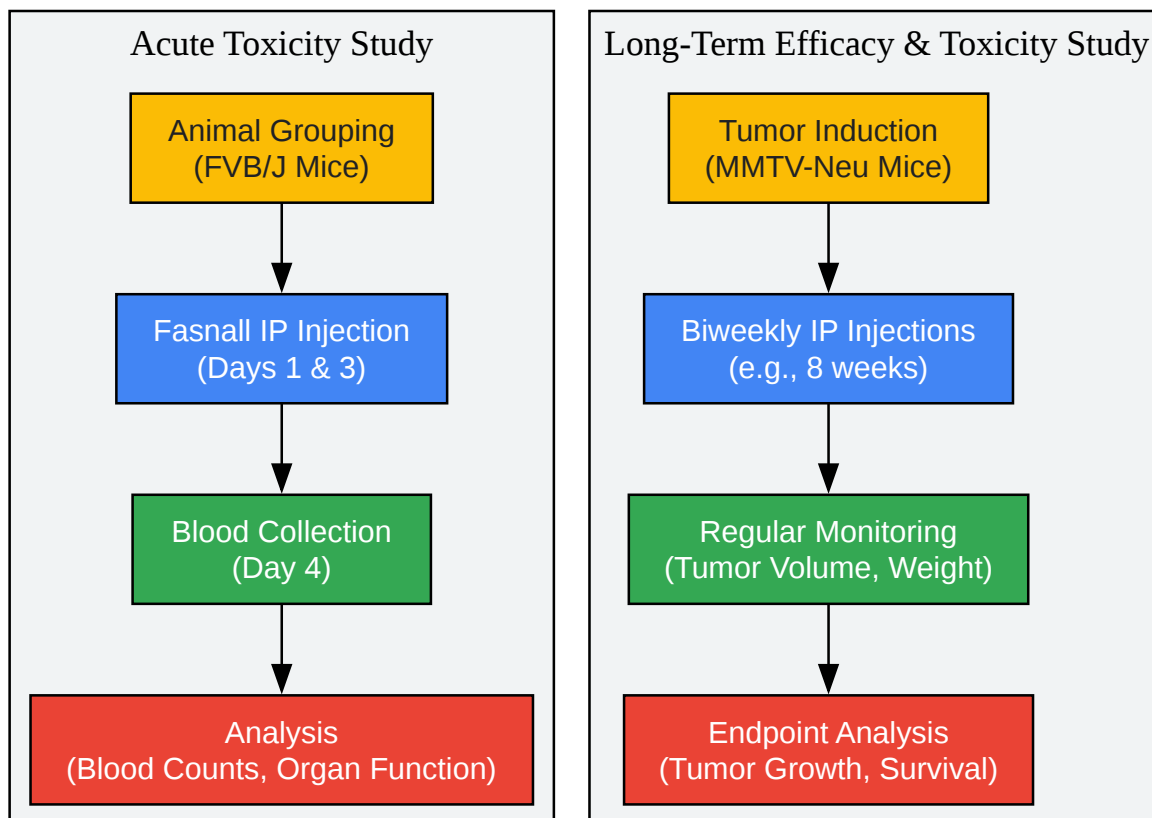 Acute Toxicity Study
Animal Grouping
(FVB/J Mice)
Fasnall IP Injection
(Days 1 & 3)
Blood Collection
(Day 4)
Analysis
(Blood Counts, Organ Function)
Long-Term Efficacy & Toxicity Study
Tumor Induction
(MMTV-Neu Mice)
Biweekly IP Injections
(e.g., 8 weeks)
Regular Monitoring
(Tumor Volume, Weight)
Endpoint Analysis
(Tumor Growth, Survival)